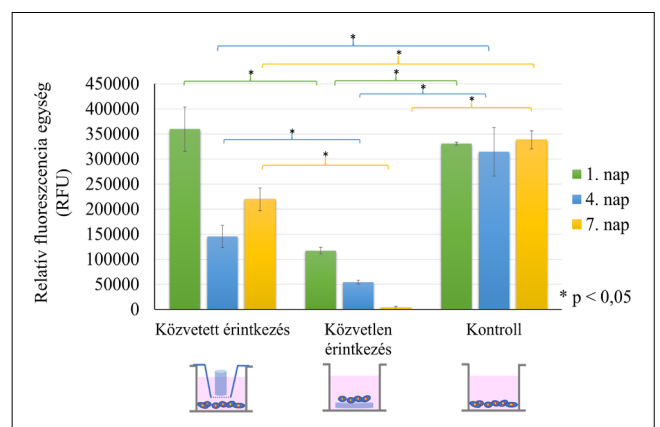 Relatív fluoreszcencia egység
(RFU)
450000
400000
350000
300000
250000
200000
150000
100000
50000
0
*
*
*
*
*
*
*
*
Közvetett érintkezés
Közvetlen
érintkezés
Kontroll
1. nap
4. nap
7. nap
* p < 0,05